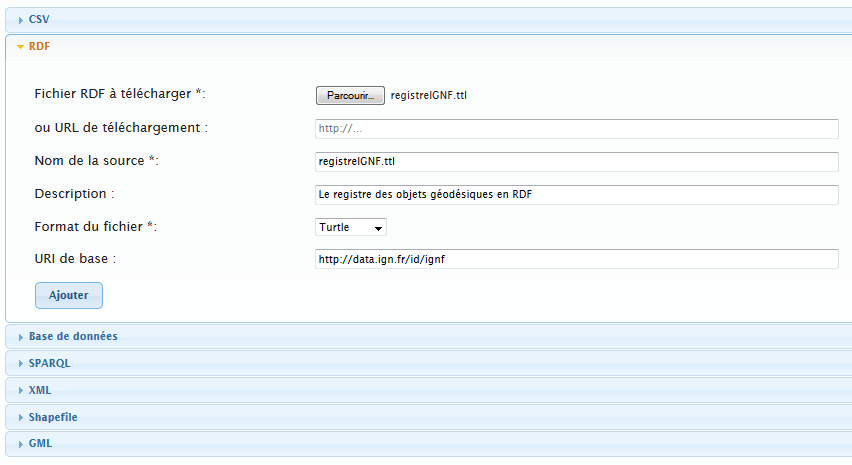 CSV
RDF
Fichier RDF à télécharger *: Parcourir... registreIGNF.ttl
ou URL de téléchargement : http://...
Nom de la source *: registreIGNF.ttl
Description : Le registre des objets géodésiques en RDF
Format du fichier *: Turtle
URI de base : http://data.ign.fr/id/ignf
Ajouter
Base de données
SPARQL
XML
Shapefile
GML